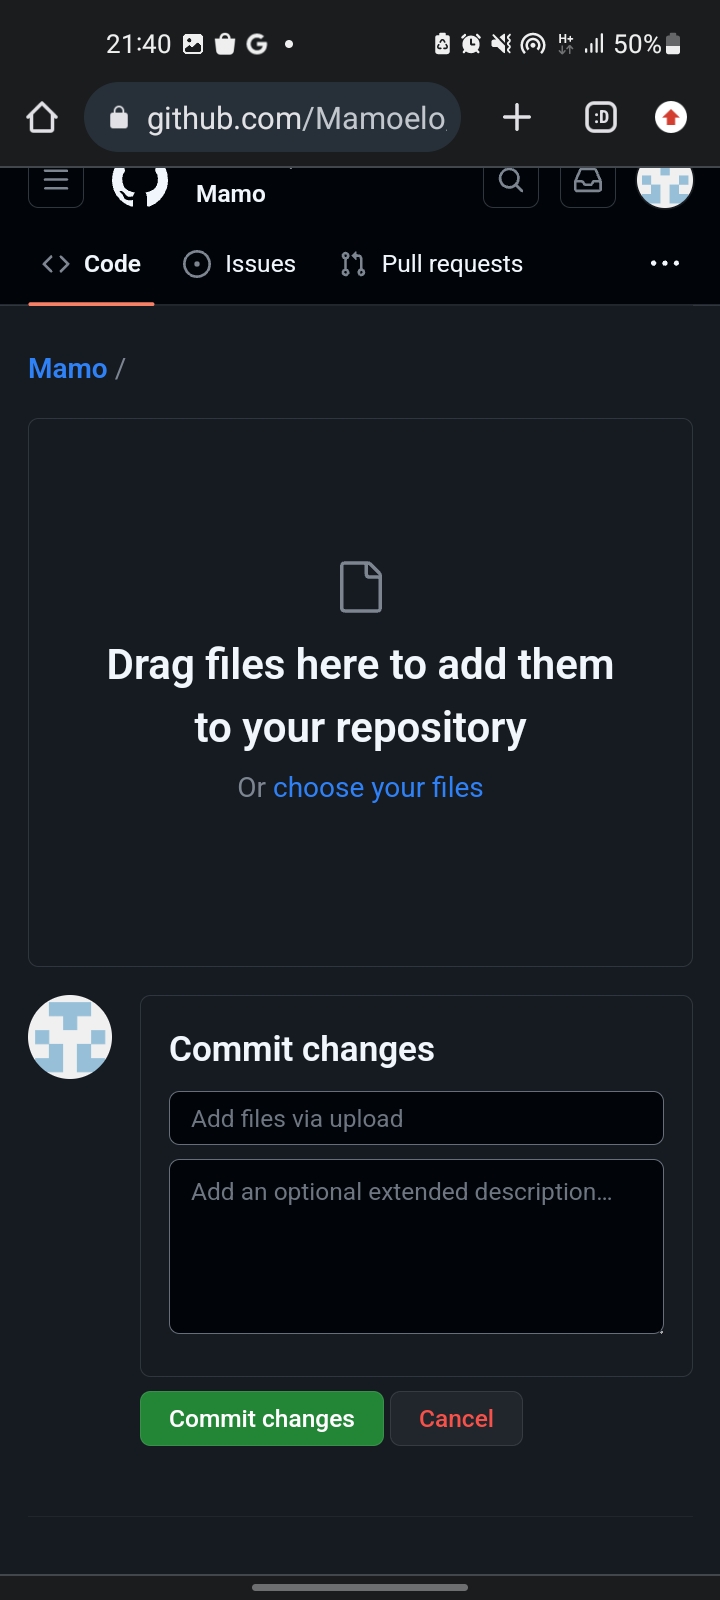 21:40
H+
50%
github.com/Mamoelo
:D
Mamo
Code
Issues
Pull requests
Mamo /
Drag files here to add them
to your repository
Or choose your files
Commit changes
Add files via upload
Add an optional extended description...
Commit changes
Cancel